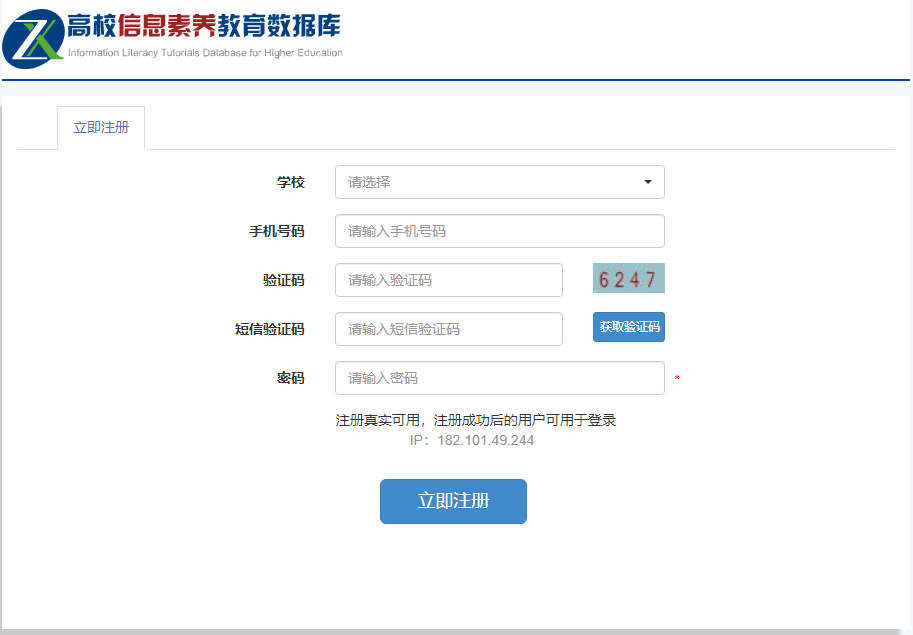 高校信息素养教育数据库
Information Literacy Tutorials Database for Higher Education
立即注册
学校 请选择
手机号码 请输入手机号码
验证码 请输入验证码 6247
短信验证码 请输入短信验证码 获取验证码
密码 请输入密码 *
注册真实可用，注册成功后的用户可用于登录
IP：182.101.49.244
立即注册